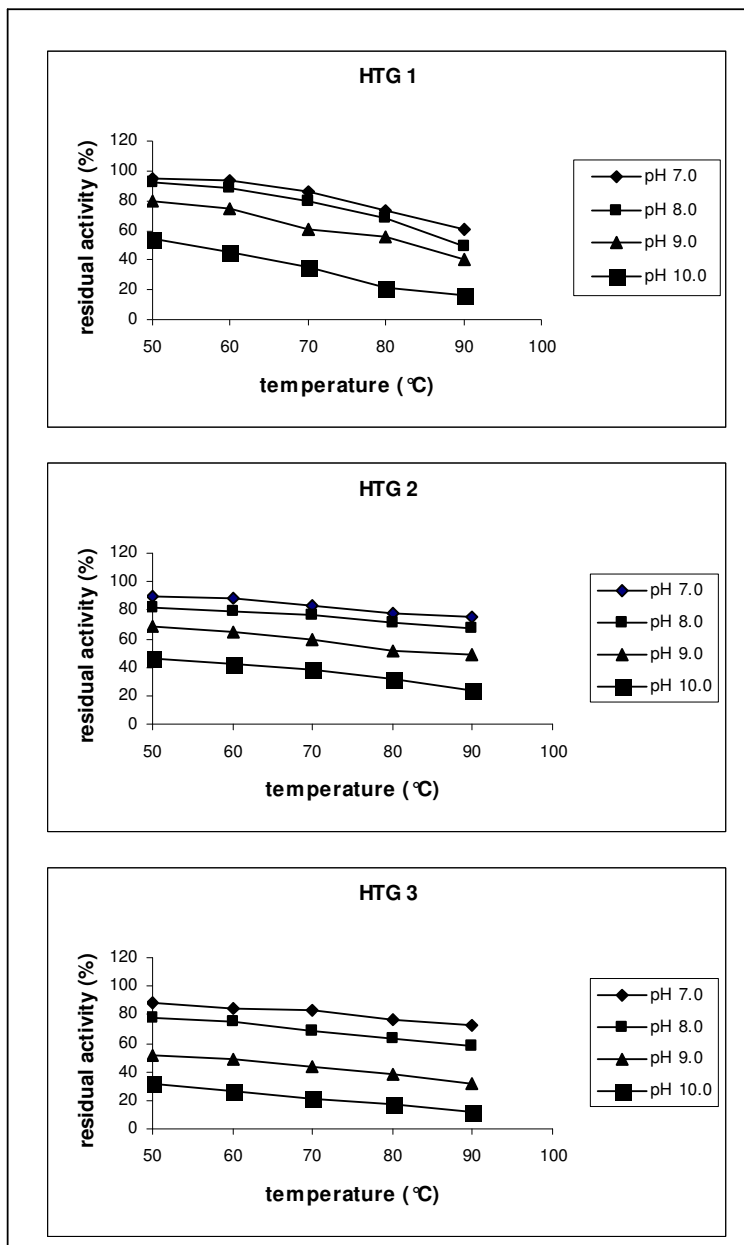 HTG 1
120
100
80
60
40
20
0
residual activity (%)
50 60 70 80 90 100
temperature (°C)
pH 7.0
pH 8.0
pH 9.0
pH 10.0
HTG 2
120
100
80
60
40
20
0
residual activity (%)
50 60 70 80 90 100
temperature (°C)
pH 7.0
pH 8.0
pH 9.0
pH 10.0
HTG 3
120
100
80
60
40
20
0
residual activity (%)
50 60 70 80 90 100
temperature (°C)
pH 7.0
pH 8.0
pH 9.0
pH 10.0